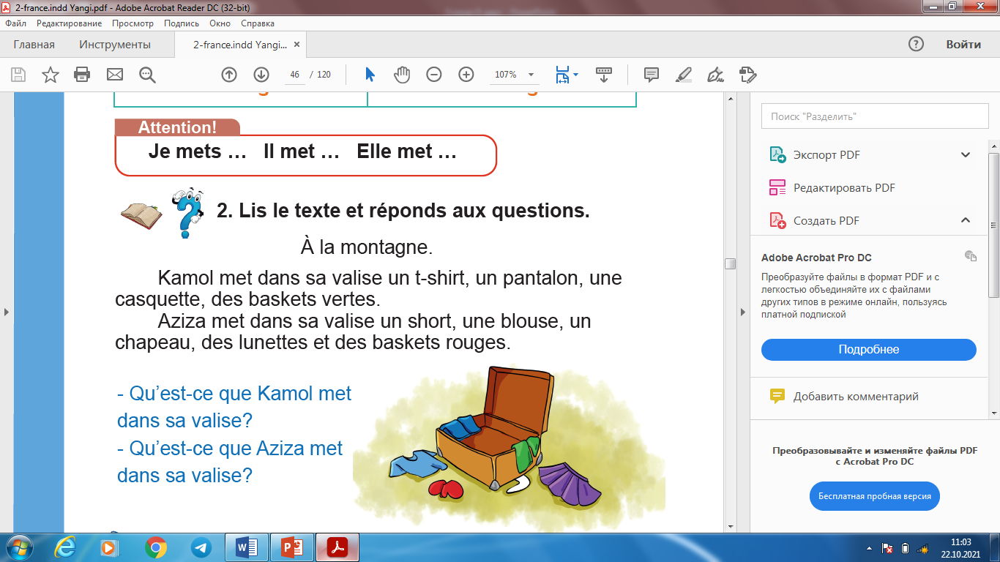 2-france.indd Yangi.pdf - Adobe Acrobat Reader DC (32-bit)
Файл Редактирование Просмотр Подпись Окно Справка
Главная Инструменты 2-france.indd Yangi... × Войти
46 / 120 107%
Attention!
Je mets … Il met … Elle met …
2. Lis le texte et réponds aux questions.
À la montagne.
Kamol met dans sa valise un t-shirt, un pantalon, une
casquette, des baskets vertes.
Aziza met dans sa valise un short, une blouse, un
chapeau, des lunettes et des baskets rouges.
- Qu’est-ce que Kamol met
dans sa valise?
- Qu’est-ce que Aziza met
dans sa valise?
Поиск "Разделить"
Экспорт PDF
Редактировать PDF
Создать PDF
Adobe Acrobat Pro DC
Преобразуйте файлы в формат PDF и с
легкостью объединяйте их с файлами
других типов в режиме онлайн, пользуясь
платной подпиской
Подробнее
Добавить комментарий
Преобразовывайте и изменяйте файлы PDF
с Acrobat Pro DC
Бесплатная пробная версия
11:03
22.10.2021